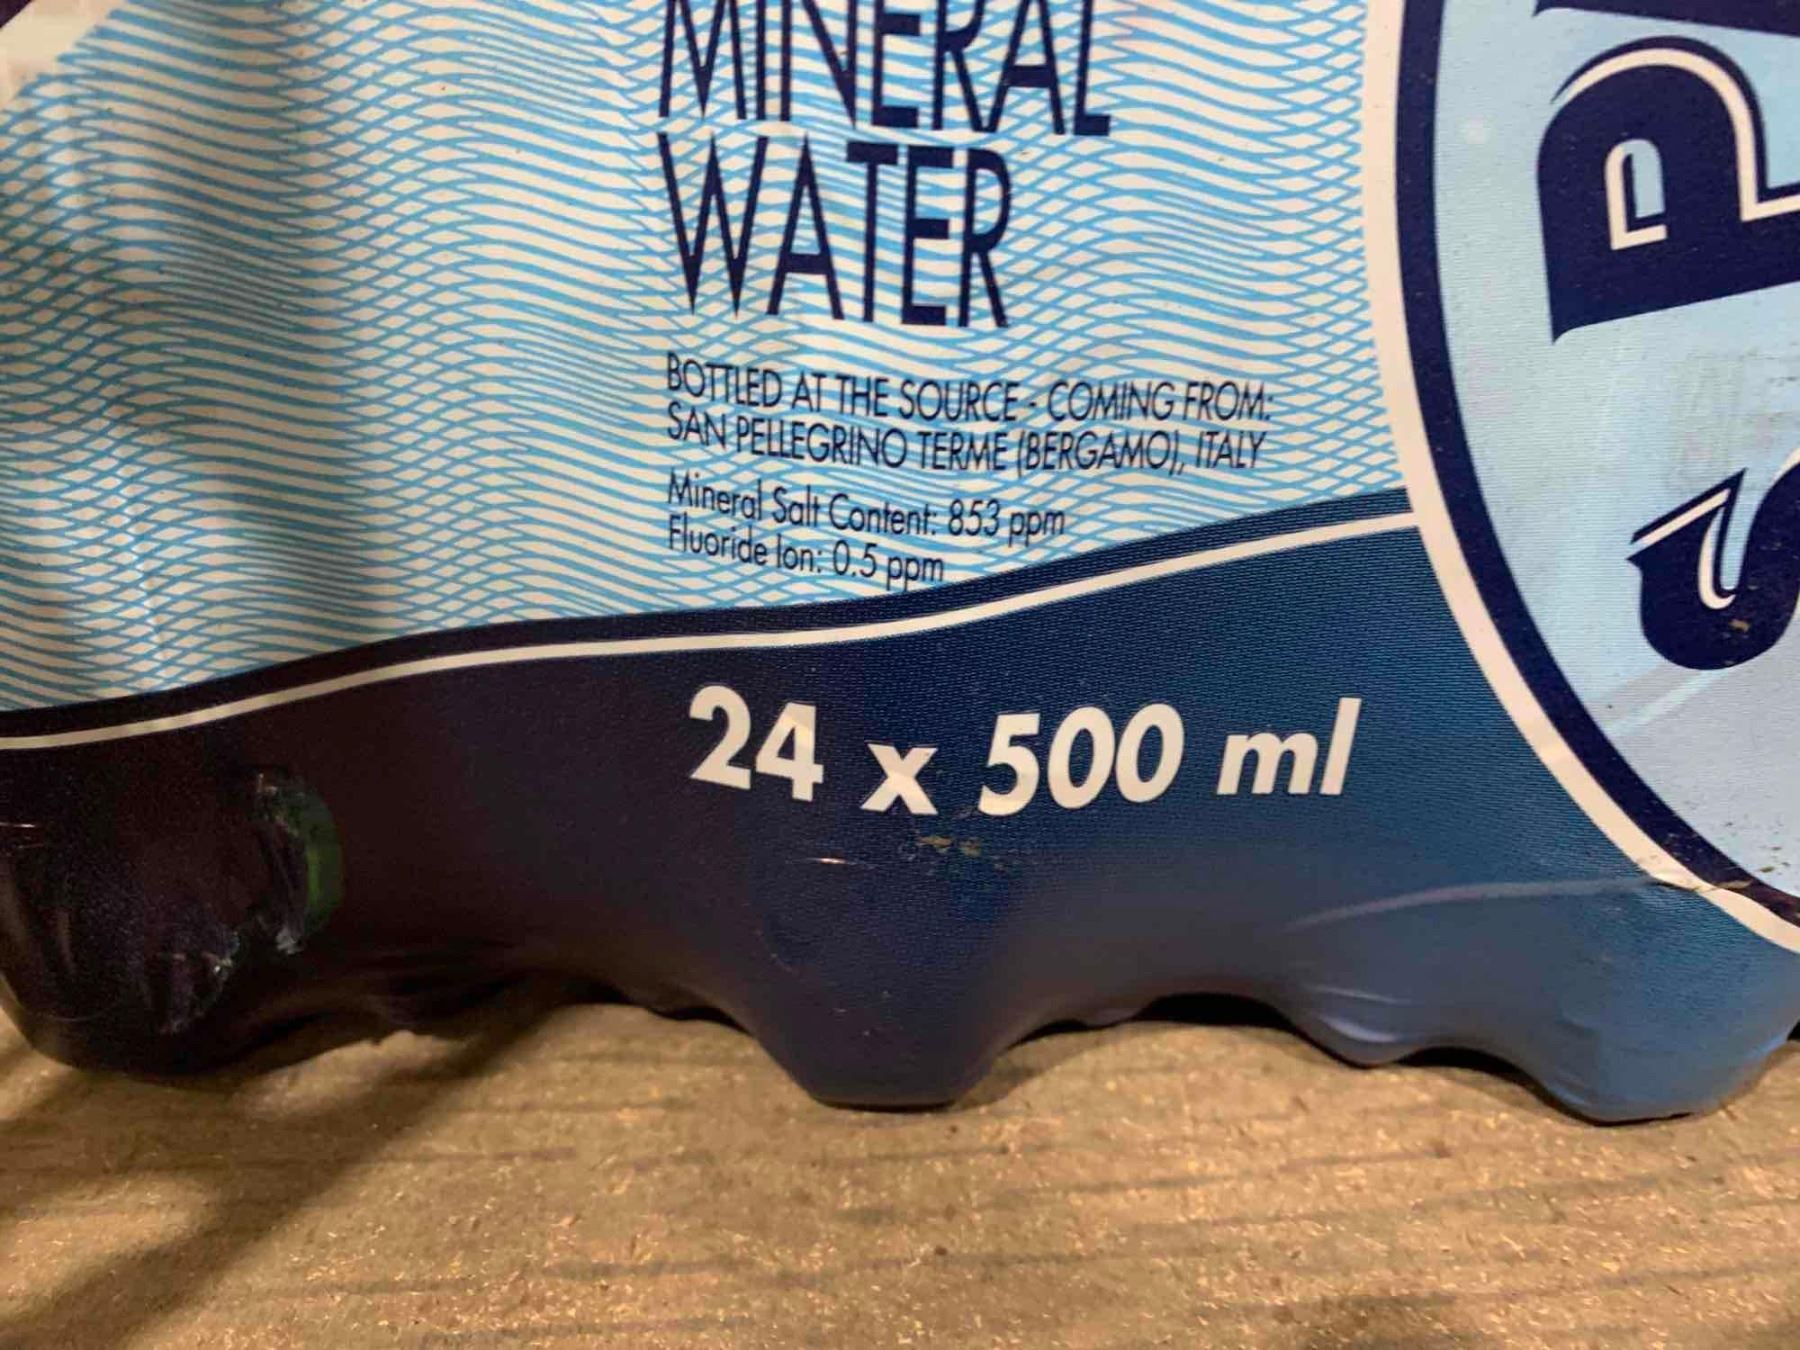 MINERAL
WATER
BOTTLED AT THE SOURCE - COMING FROM:
SAN PELLEGRINO TERME (BERGAMO), ITALY
Mineral Salt Content: 853 ppm
Fluoride Ion: 0.5 ppm
24 x 500 ml
S.P